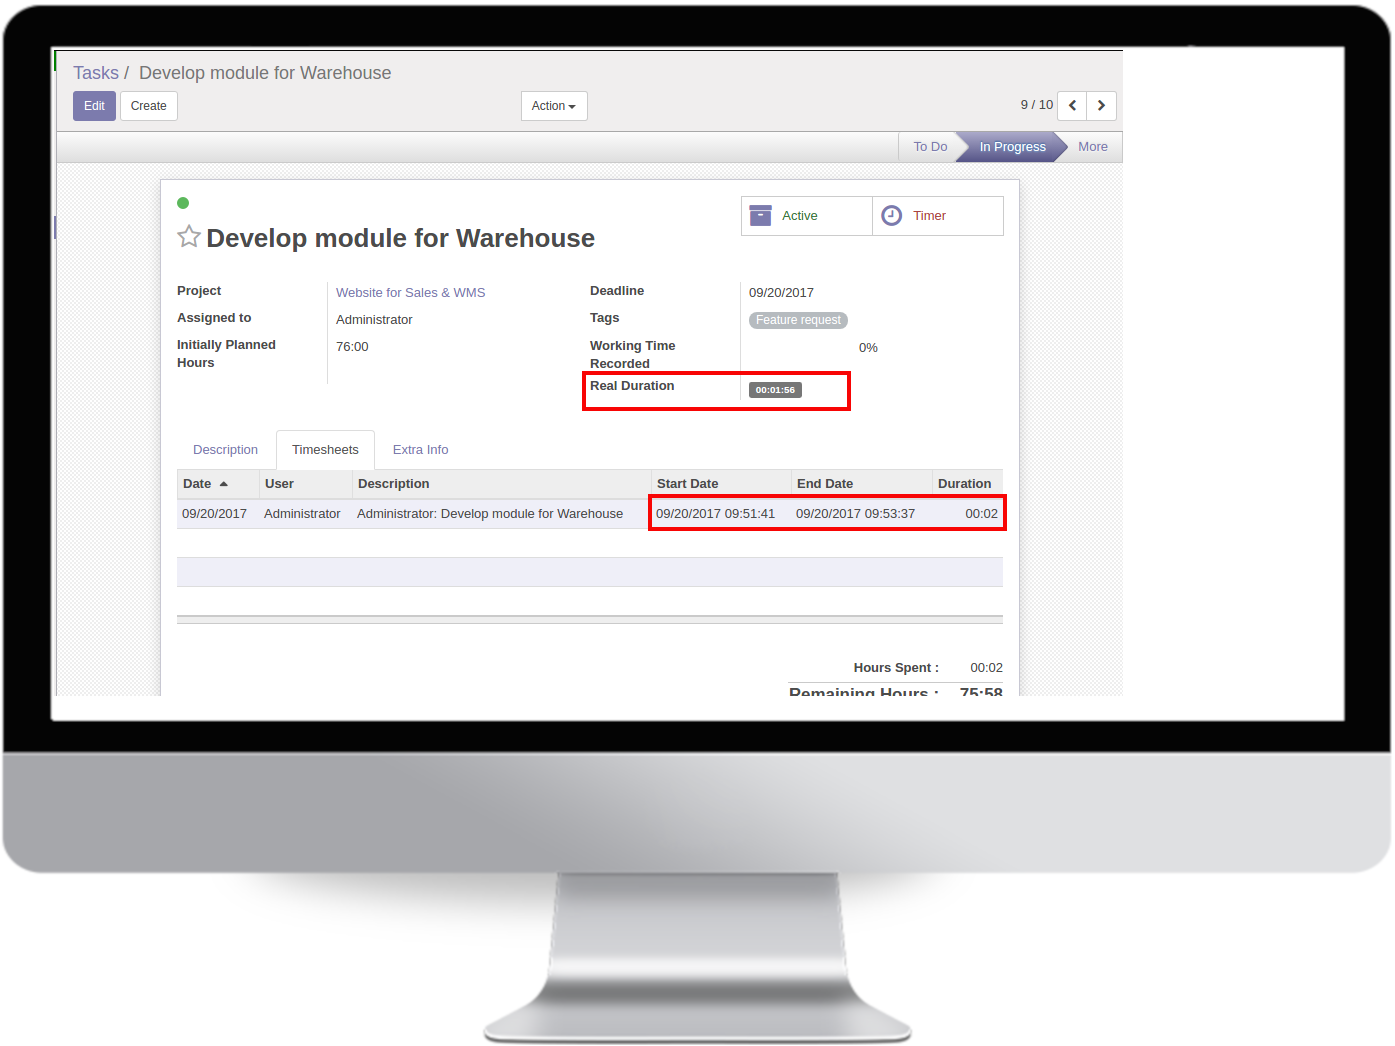 Tasks / Develop module for Warehouse
Edit Create Action 9 / 10
To Do In Progress More
Active Timer
Develop module for Warehouse
Project Website for Sales & WMS Deadline 09/20/2017
Assigned to Administrator Tags Feature request
Initially Planned Hours 76:00 Working Time Recorded 0%
Real Duration 00:01:56
Description Timesheets Extra Info
Date User Description Start Date End Date Duration
09/20/2017 Administrator Administrator: Develop module for Warehouse 09/20/2017 09:51:41 09/20/2017 09:53:37 00:02
Hours Spent : 00:02
Remaining Hours : 75:58